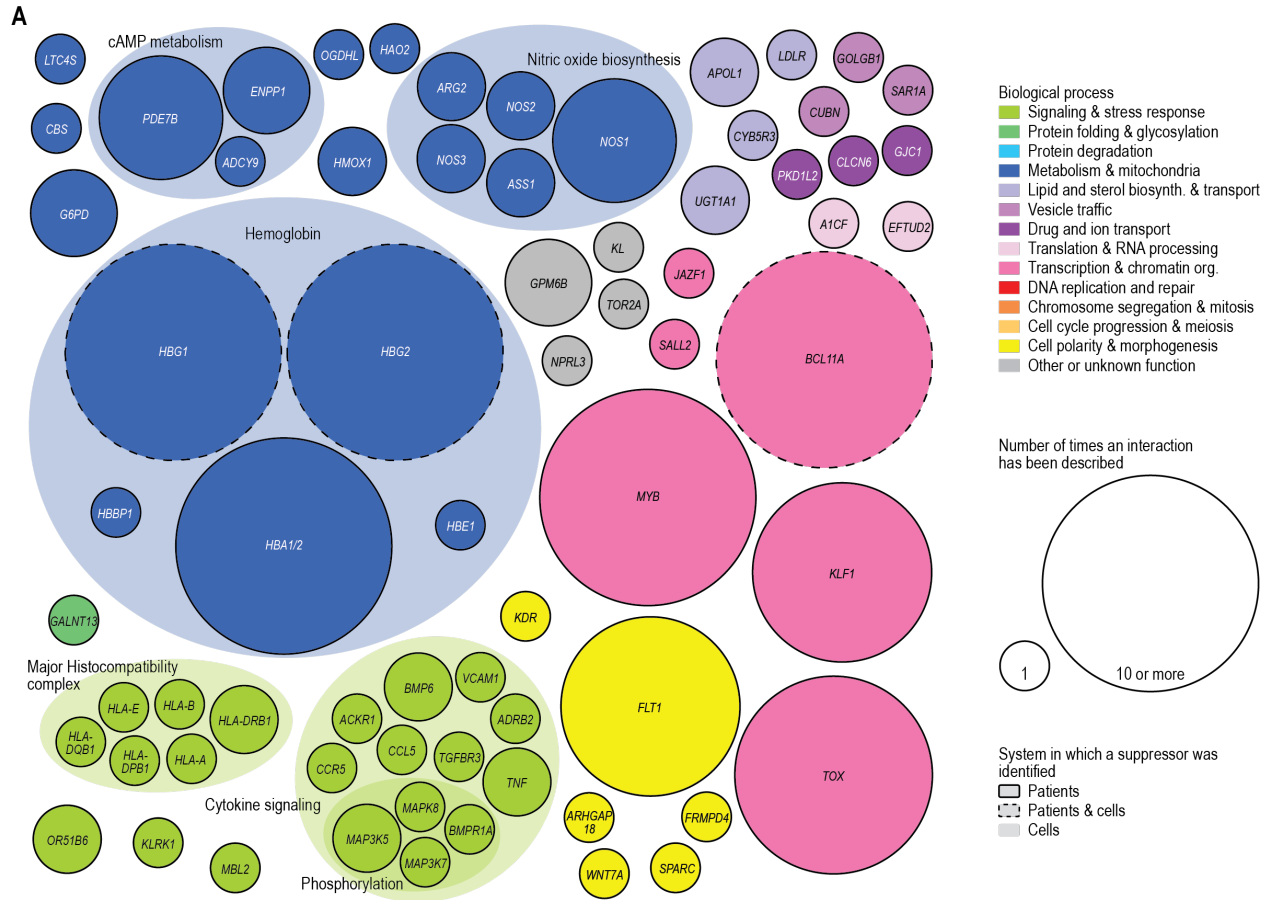 A
cAMP metabolism
LTC4S
CBS
PDE7B
ENPP1
ADCY9
G6PD
OGDHL
HAO2
HMOX1
Nitric oxide biosynthesis
ARG2
NOS2
NOS1
NOS3
ASS1
APOL1
LDLR
GOLGB1
SAR1A
CUBN
CYB5R3
PKD1L2
CLCN6
GJC1
UGT1A1
A1CF
EFTUD2
Hemoglobin
HBG1
HBG2
HBBP1
HBA1/2
HBE1
GPM6B
KL
TOR2A
NPRL3
JAZF1
SALL2
BCL11A
MYB
KLF1
TOX
GALNT13
KDR
FLT1
ARHGAP
18
FRMPD4
WNT7A
SPARC
Major Histocompatibility
complex
HLA-E
HLA-B
HLA-DRB1
HLA-
DQB1
HLA-
DPB1
HLA-A
OR51B6
KLRK1
MBL2
Cytokine signaling
BMP6
VCAM1
ACKR1
ADRB2
CCL5
TGFBR3
CCR5
TNF
MAPK8
MAP3K5
BMPR1A
MAP3K7
Phosphorylation
Biological process
Signaling & stress response
Protein folding & glycosylation
Protein degradation
Metabolism & mitochondria
Lipid and sterol biosynth. & transport
Vesicle traffic
Drug and ion transport
Translation & RNA processing
Transcription & chromatin org.
DNA replication and repair
Chromosome segregation & mitosis
Cell cycle progression & meiosis
Cell polarity & morphogenesis
Other or unknown function
Number of times an interaction
has been described
1
10 or more
System in which a suppressor was
identified
Patients
Patients & cells
Cells